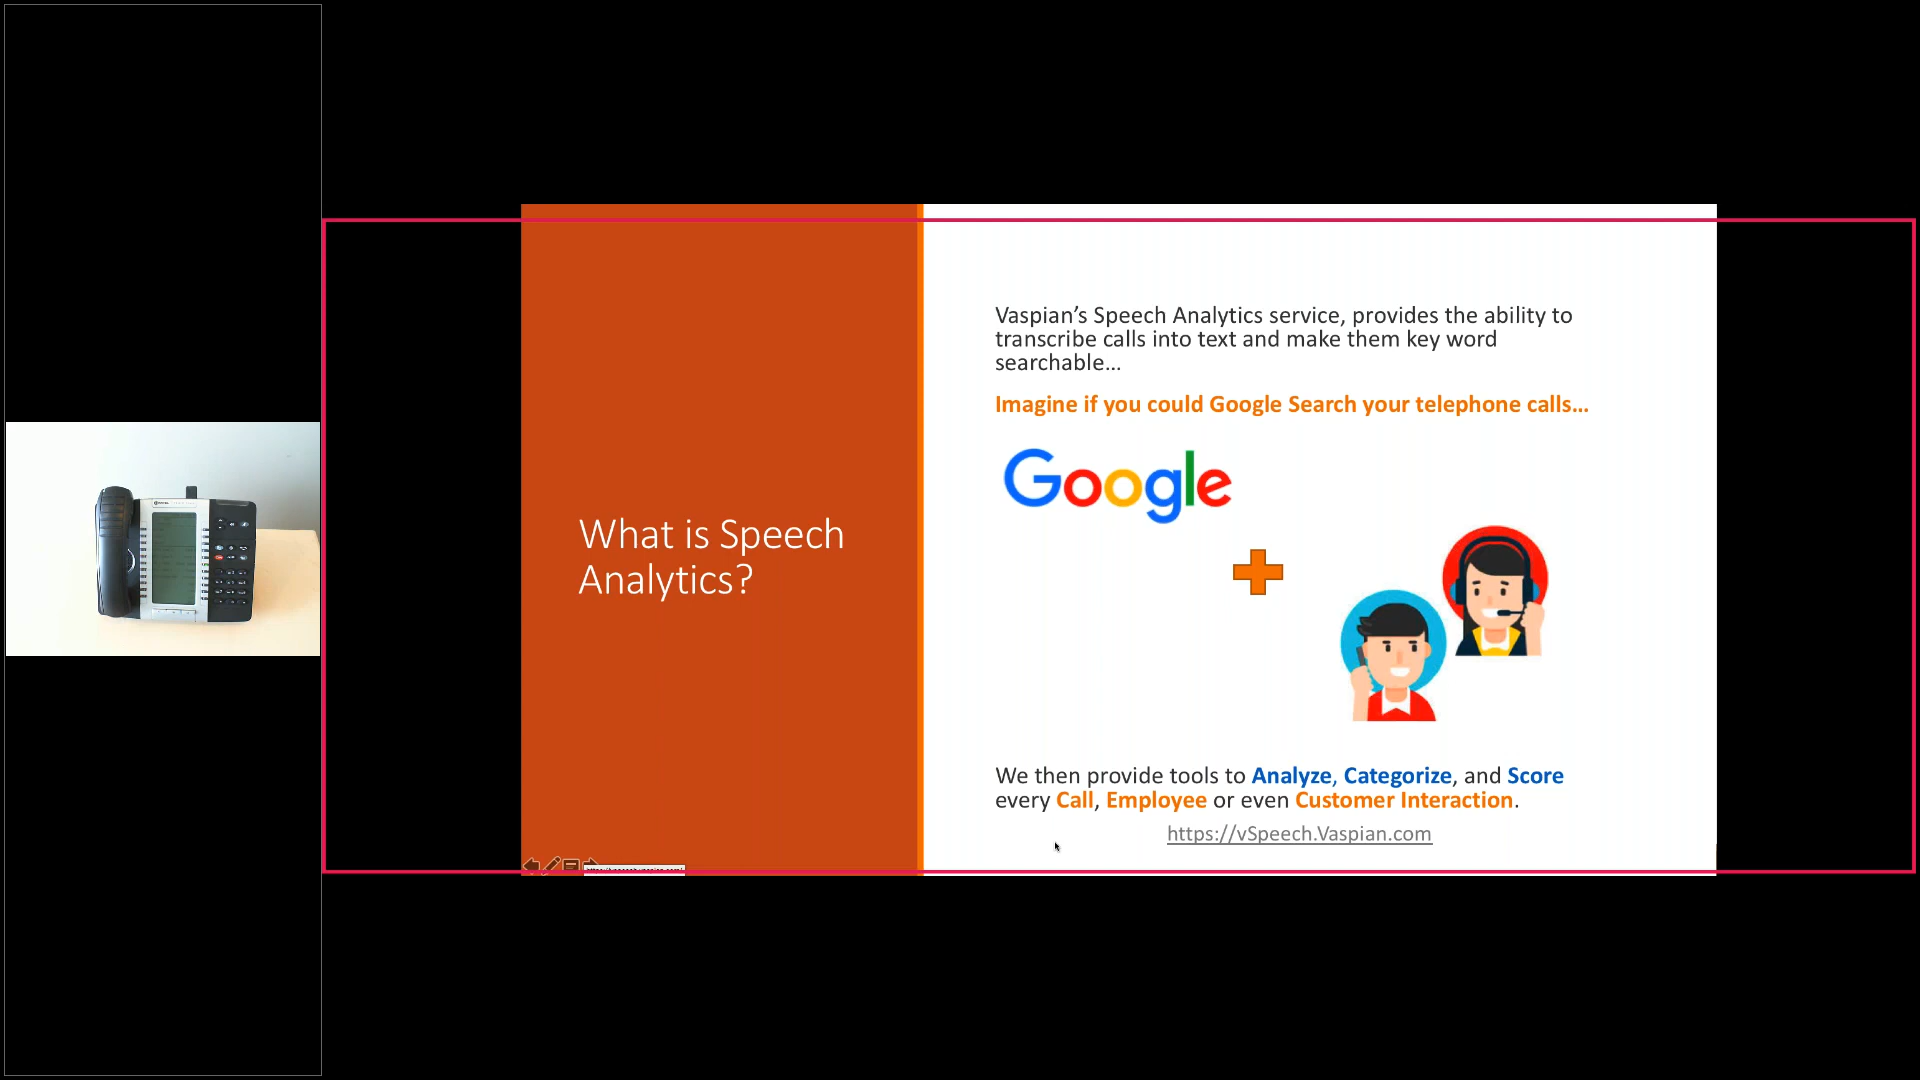 What is Speech
Analytics?
Vaspian’s Speech Analytics service, provides the ability to
transcribe calls into text and make them key word
searchable...
Imagine if you could Google Search your telephone calls...
Google
We then provide tools to Analyze, Categorize, and Score
every Call, Employee or even Customer Interaction.
https://vSpeech.Vaspian.com